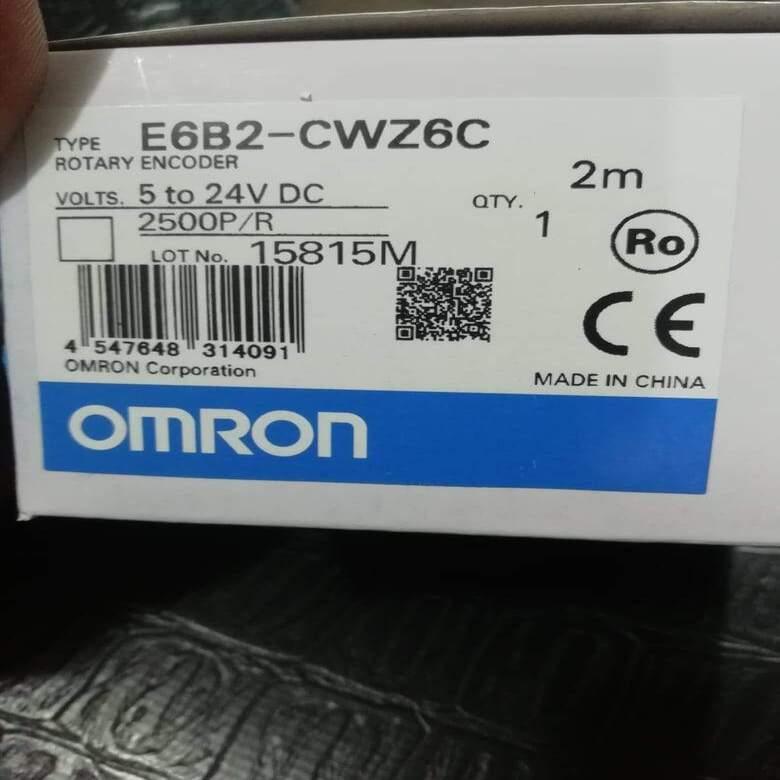 TYPE E6B2-CWZ6C
ROTARY ENCODER
VOLTS. 5 to 24V DC
2500P/R
2m
QTY. 1
LOT No. 15815M
Ro
CE
4 547648 314091
OMRON Corporation
MADE IN CHINA
OMRON